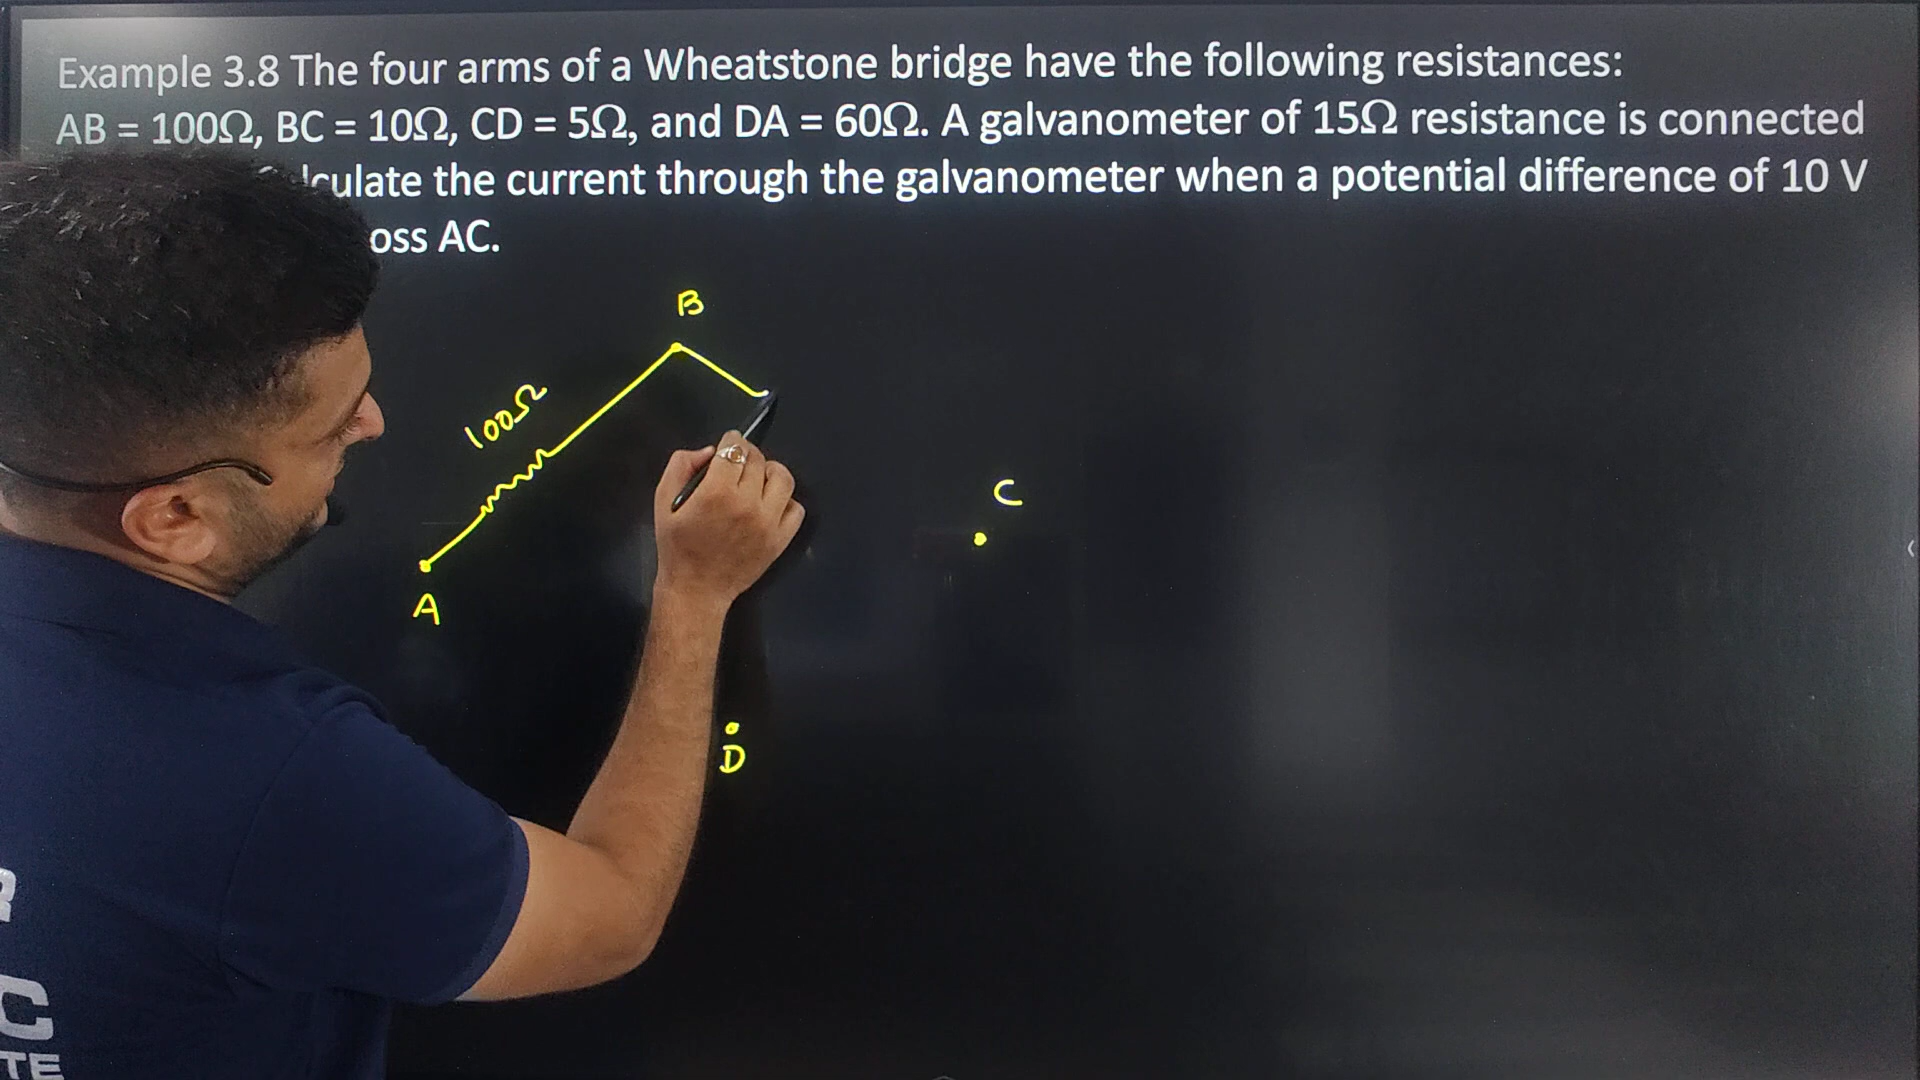 Example 3.8 The four arms of a Wheatstone bridge have the following resistances:
AB = 100Ω, BC = 10Ω, CD = 5Ω, and DA = 60Ω. A galvanometer of 15Ω resistance is connected
the current through the galvanometer when a potential difference of 10 V
AC.
B
100Ω
C
A
D
C
TE